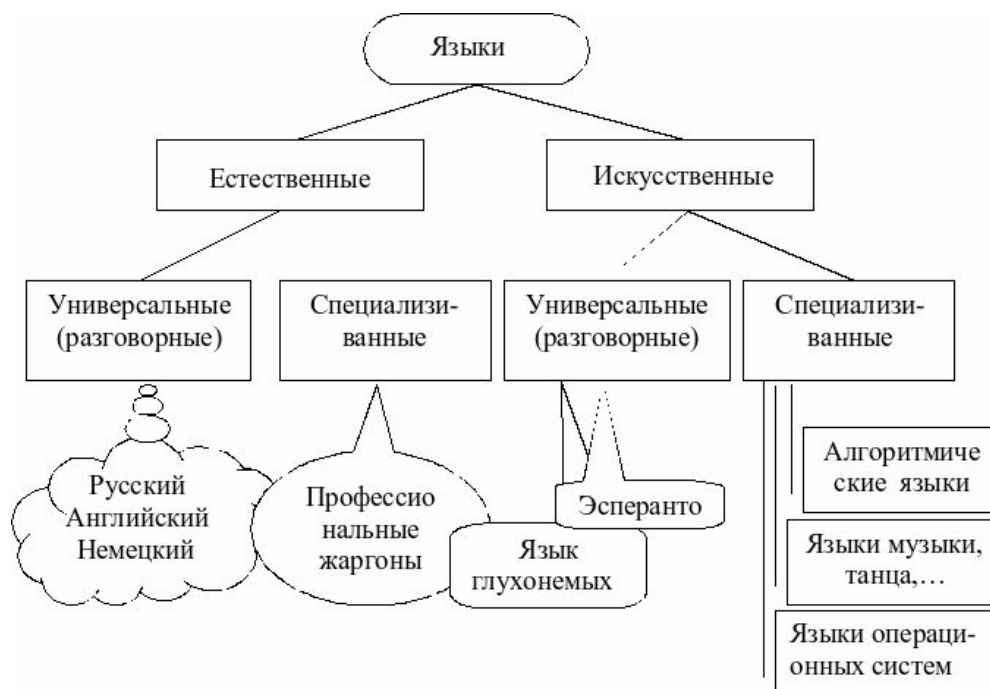 Языки
Естественные
Искусственные
Универсальные
(разговорные)
Специализи-
ванные
Универсальные
(разговорные)
Специализи-
ванные
Русский
Английский
Немецкий
Профессио
нальные
жаргоны
Язык
глухонемых
Эсперанто
Алгоритмиче
ские языки
Языки музыки,
танца,…
Языки операци-
онных систем